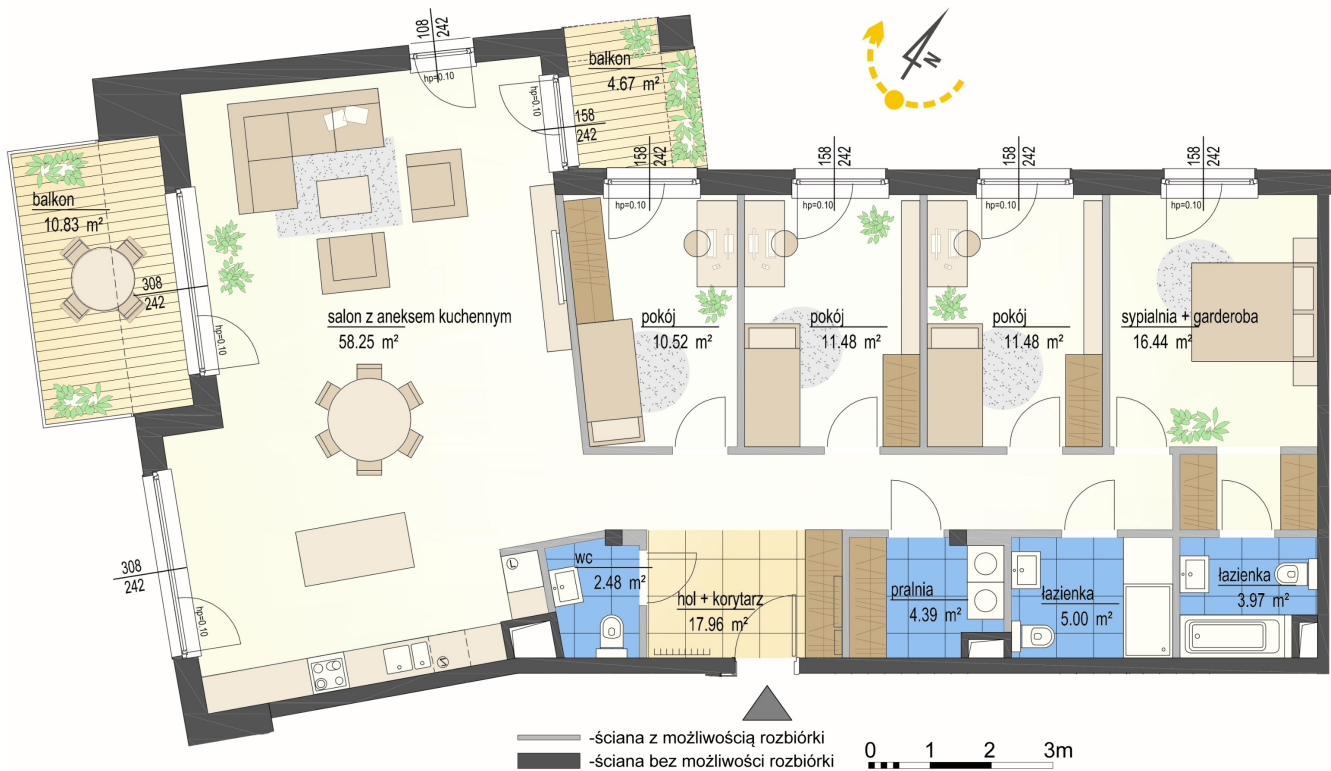 108
242
hp=0.10
balkon
4.67 m²
N
hp=0.10
158
242
158
242
hp=0.10
158
242
hp=0.10
158
242
hp=0.10
158
242
hp=0.10
balkon
10.83 m²
308
242
hp=0.10
salon z aneksem kuchennym
58.25 m²
pokój
10.52 m²
pokój
11.48 m²
pokój
11.48 m²
sypialnia + garderoba
16.44 m²
308
242
hp=0.10
L
Z
wc
2.48 m²
hol + korytarz
17.96 m²
pralnia
4.39 m²
łazienka
5.00 m²
łazienka
3.97 m²
-ściana z możliwością rozbiórki
-ściana bez możliwości rozbiórki
0 1 2 3m